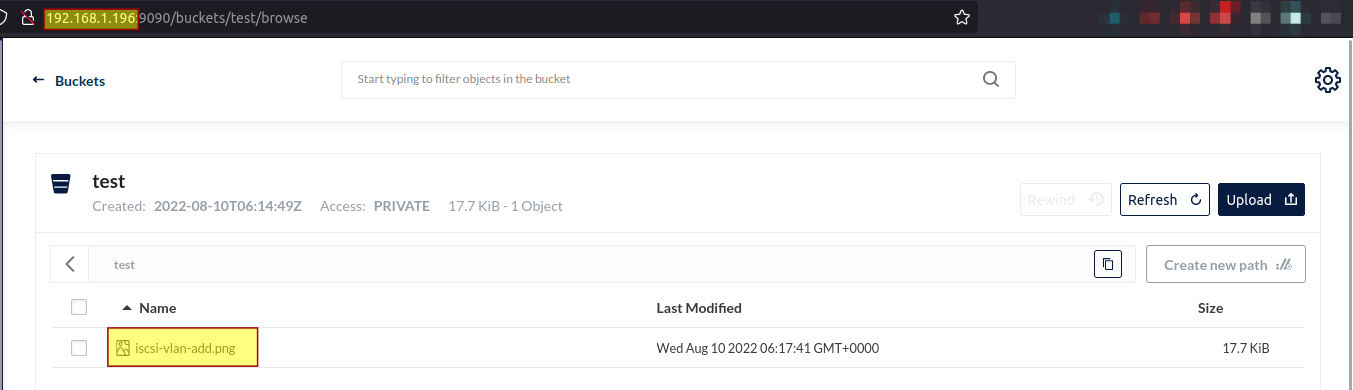 192.168.1.196:9090/buckets/test/browse
Buckets
Start typing to filter objects in the bucket
test
Created: 2022-08-10T06:14:49Z Access: PRIVATE 17.7 KiB - 1 Object
Rewind Refresh Upload
test
Create new path
Name Last Modified Size
iscsi-vlan-add.png Wed Aug 10 2022 06:17:41 GMT+0000 17.7 KiB